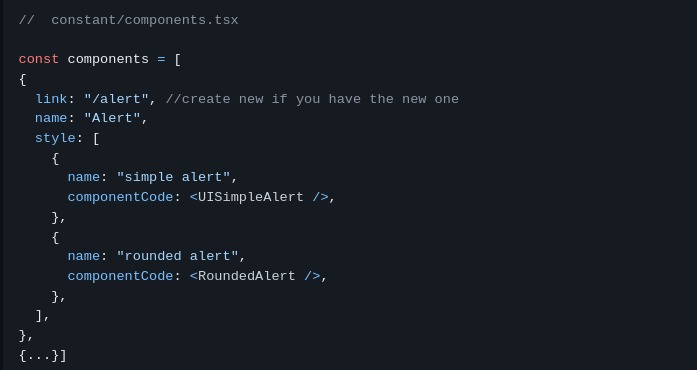 //  constant/components.tsx

const components = [
{
  link: "/alert", //create new if you have the new one
  name: "Alert",
  style: [
    {
      name: "simple alert",
      componentCode: <UISimpleAlert />,
    },
    {
      name: "rounded alert",
      componentCode: <RoundedAlert />,
    },
  ],
},
{...}]